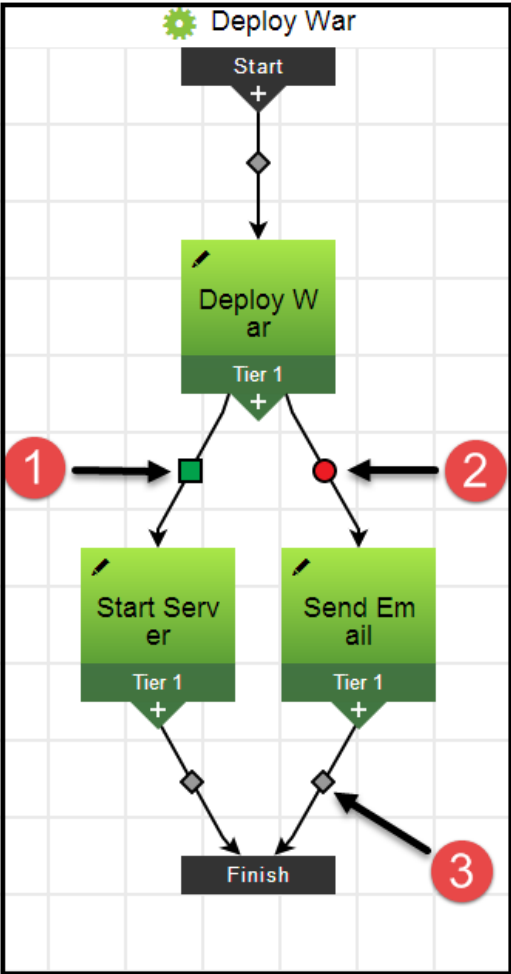 Deploy War
Start
Deploy W
ar
Tier 1
1
2
Start Serv
er
Tier 1
Send Em
ail
Tier 1
3
Finish